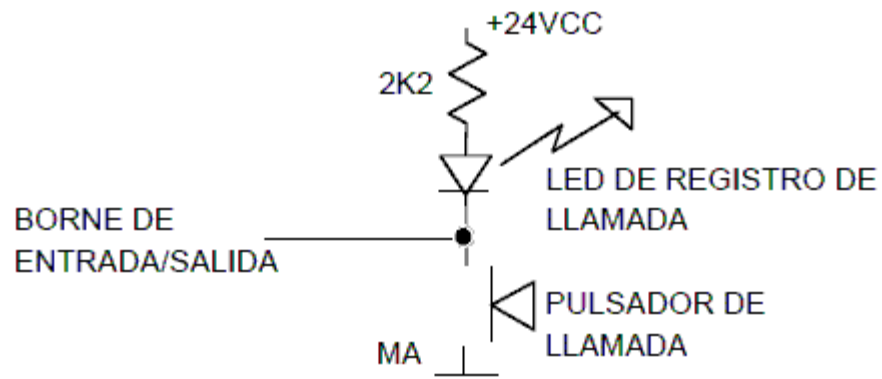 +24VCC
2K2
LED DE REGISTRO DE
LLAMADA
BORNE DE
ENTRADA/SALIDA
PULSADOR DE
LLAMADA
MA